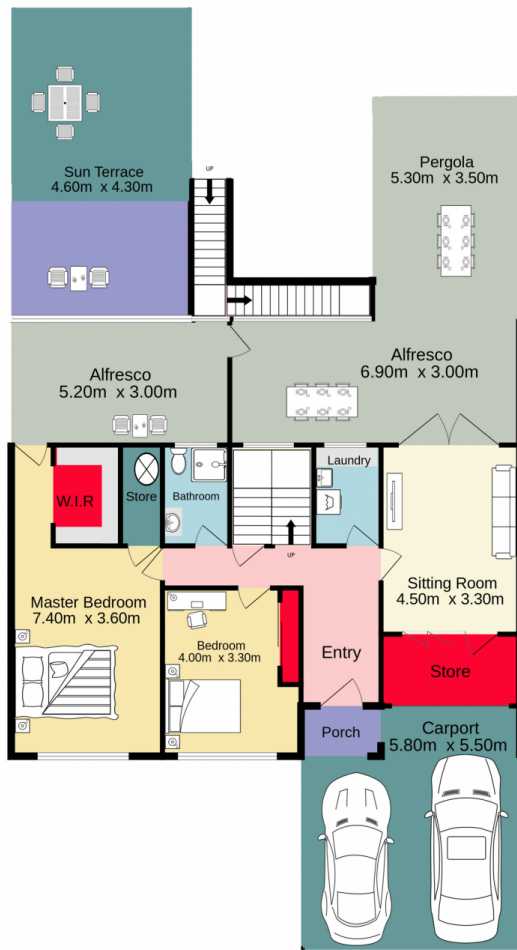 UP
Sun Terrace
4.60m x 4.30m
Pergola
5.30m x 3.50m
Alfresco
5.20m x 3.00m
Alfresco
6.90m x 3.00m
W.I.R
Store
Bathroom
Laundry
UP
Master Bedroom
7.40m x 3.60m
Bedroom
4.00m x 3.30m
Sitting Room
4.50m x 3.30m
Entry
Store
Porch
Carport
5.80m x 5.50m